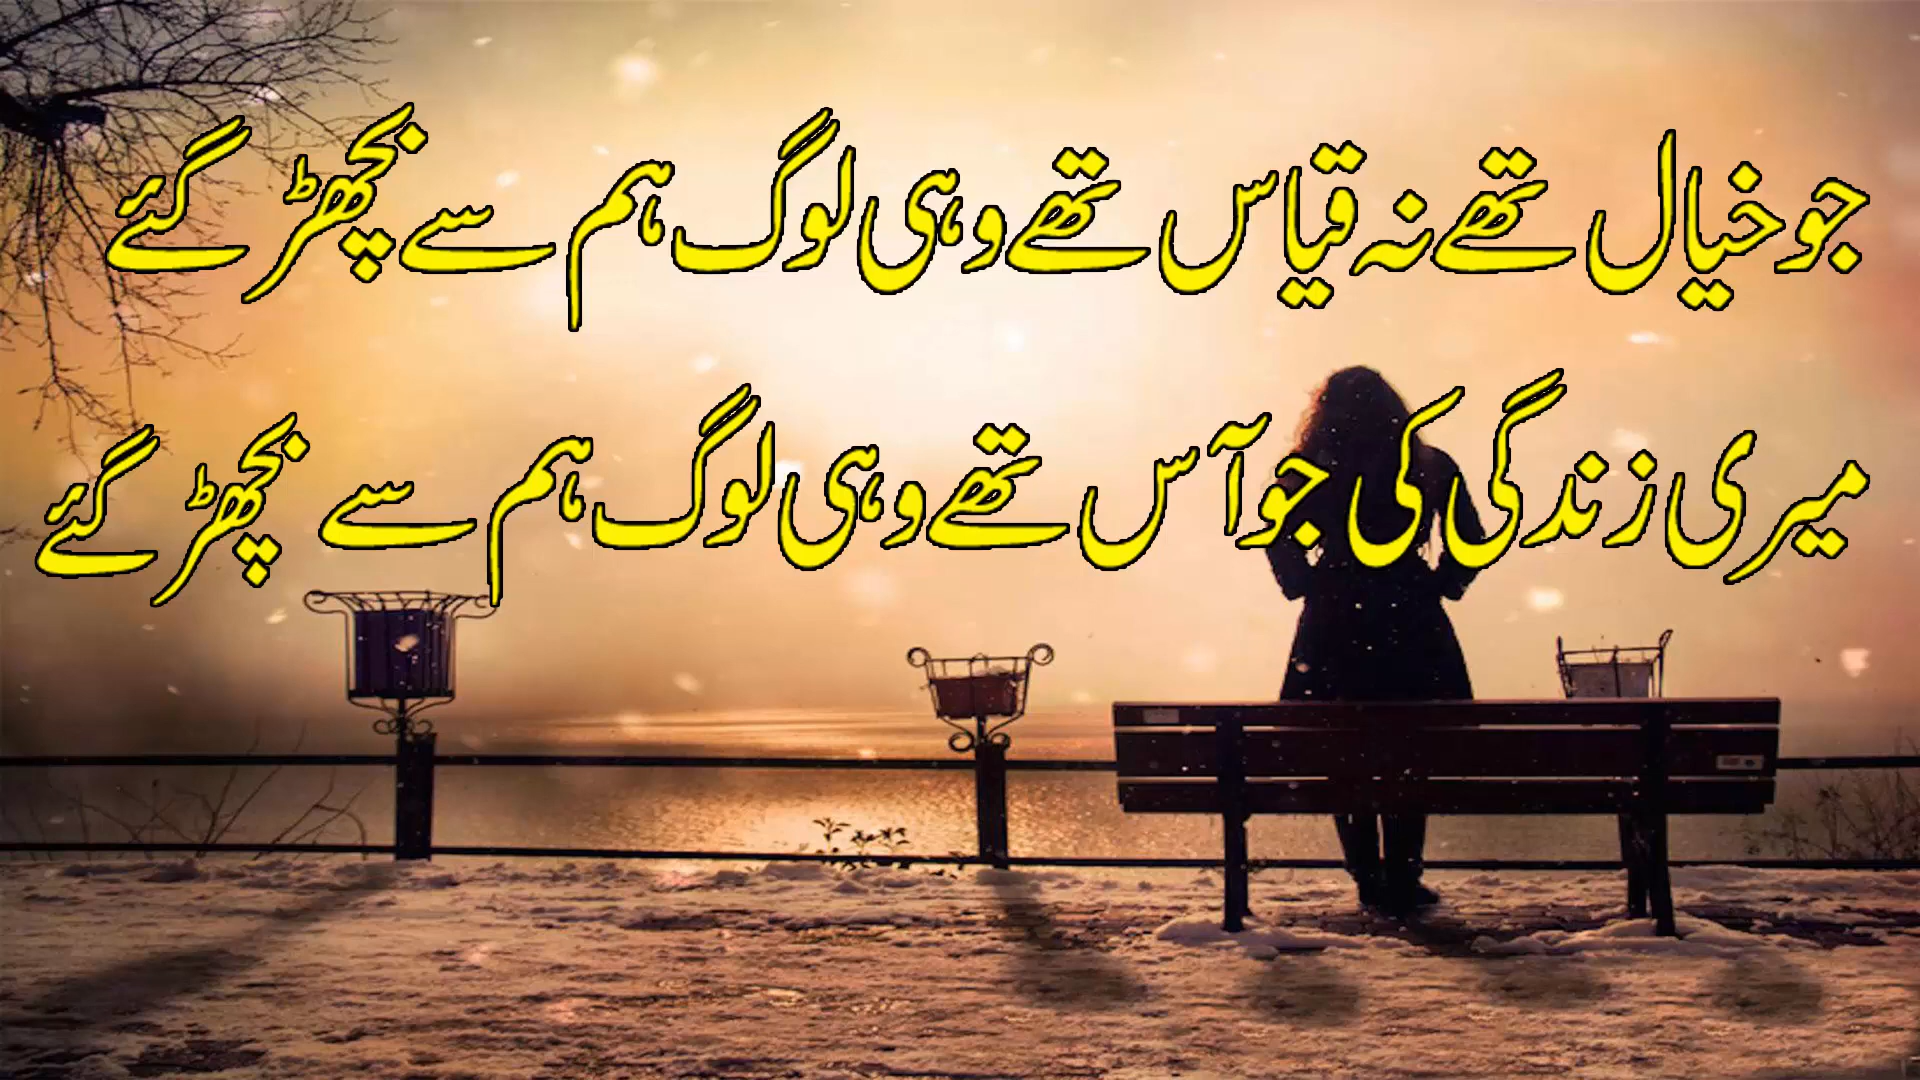 جو خیال تھے نہ قیاس تھے وہی لوگ ہم سے بچھڑ گئے
میری زندگی کی جو آس تھے وہی لوگ ہم سے بچھڑ گئے